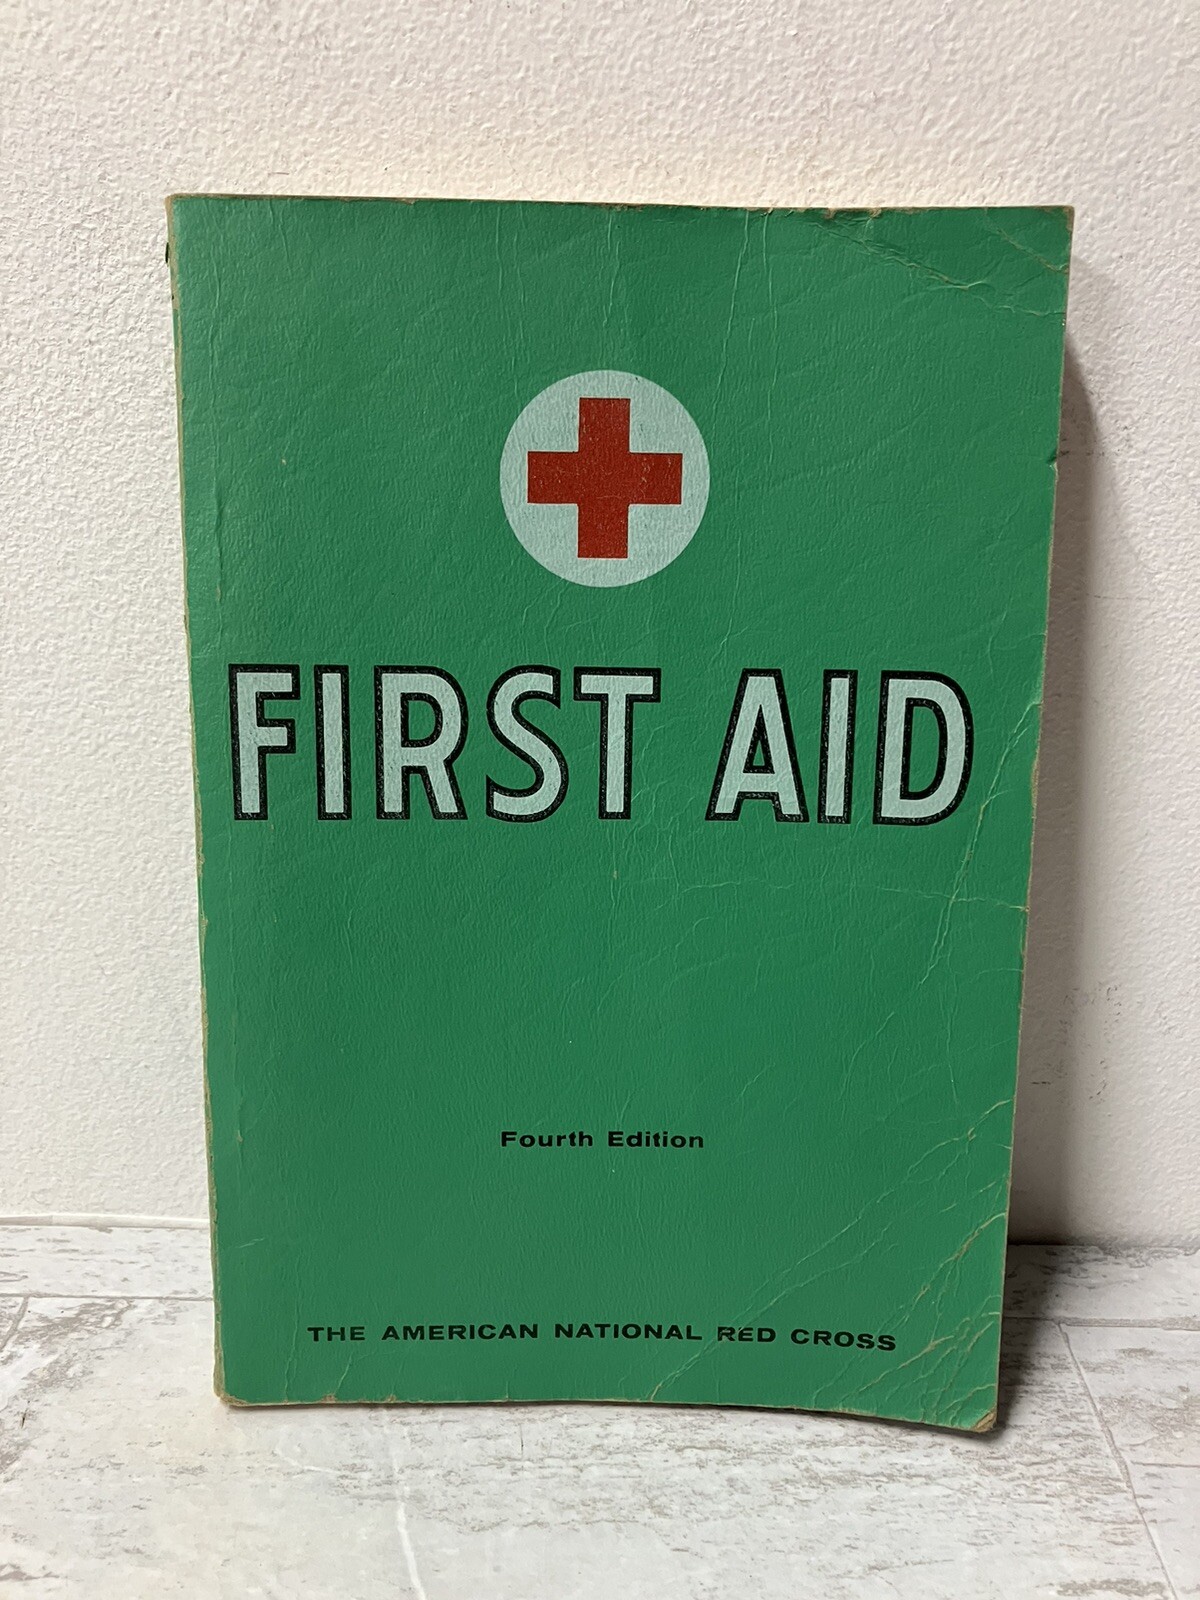 FIRST AID
Fourth Edition
THE AMERICAN NATIONAL RED CROSS